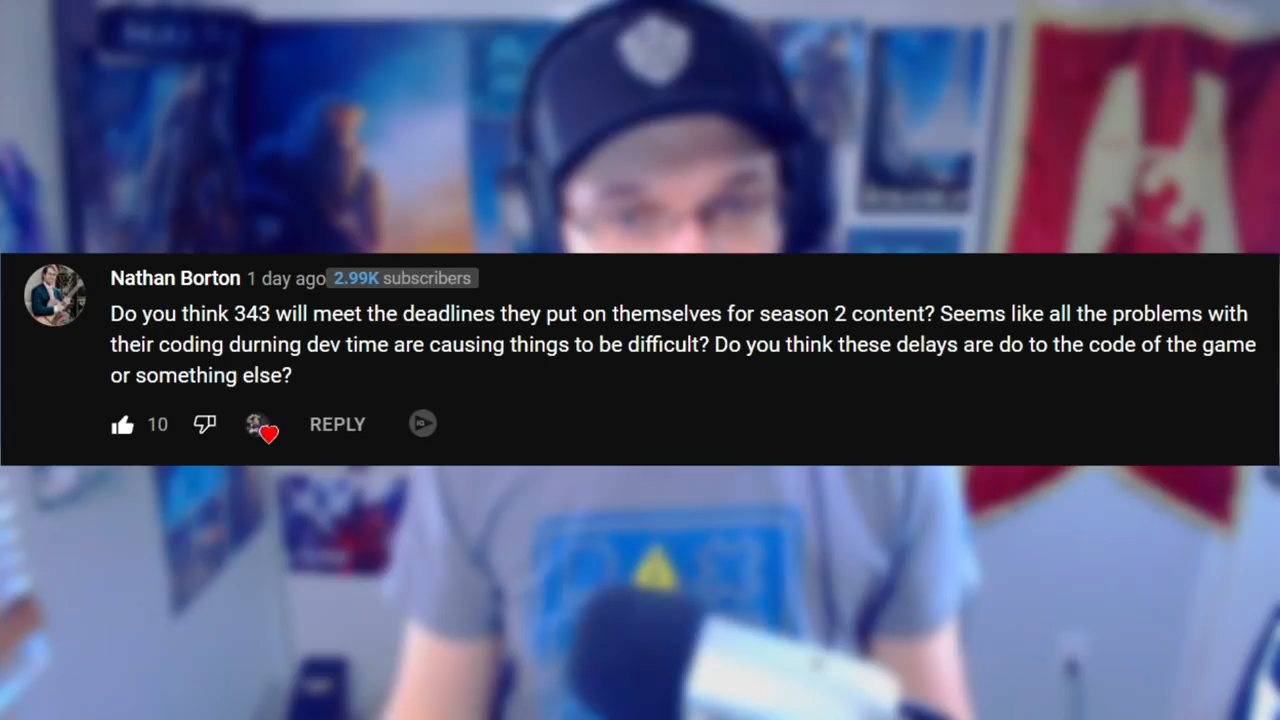 Nathan Borton 1 day ago 2.99K subscribers
Do you think 343 will meet the deadlines they put on themselves for season 2 content? Seems like all the problems with
their coding durning dev time are causing things to be difficult? Do you think these delays are do to the code of the game
or something else?
10 REPLY